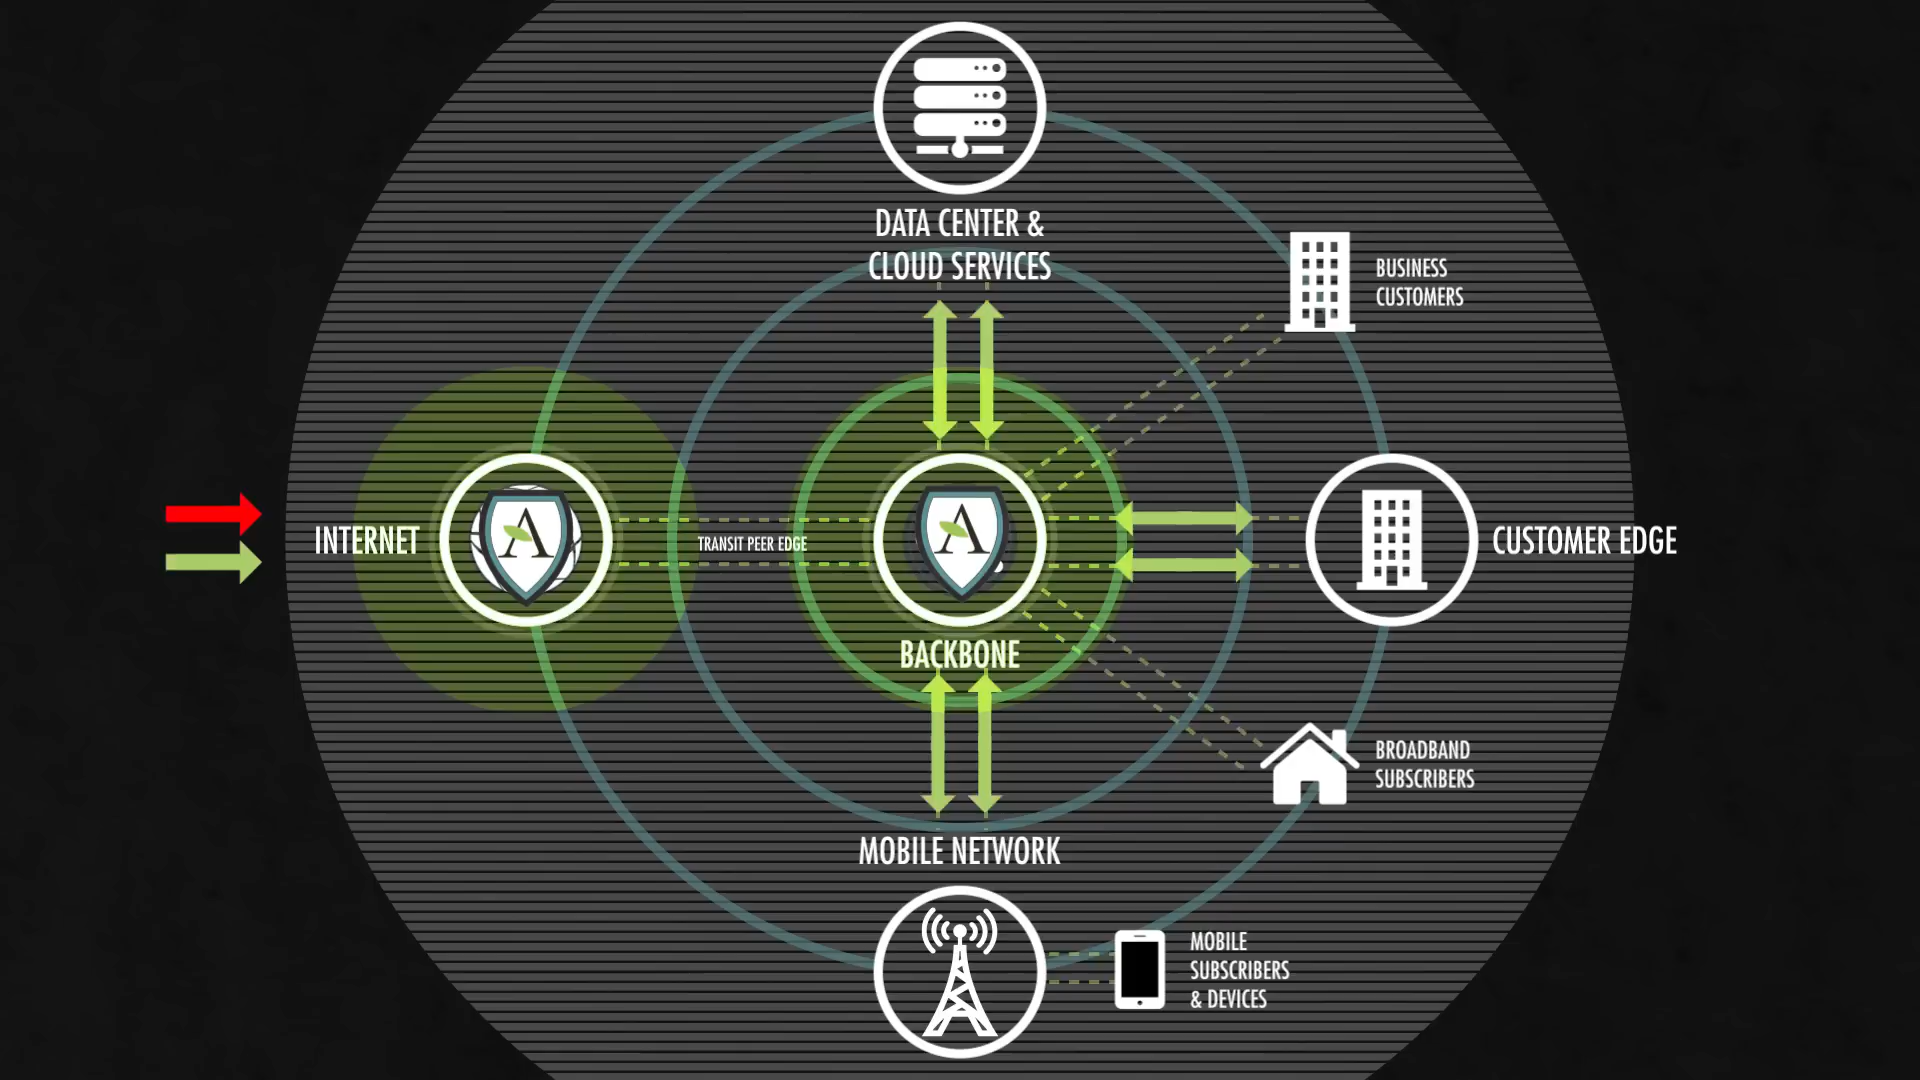 DATA CENTER &
CLOUD SERVICES
BUSINESS
CUSTOMERS
INTERNET
A
TRANSIT PEER EDGE
A
BACKBONE
CUSTOMER EDGE
BROADBAND
SUBSCRIBERS
MOBILE NETWORK
MOBILE
SUBSCRIBERS
& DEVICES